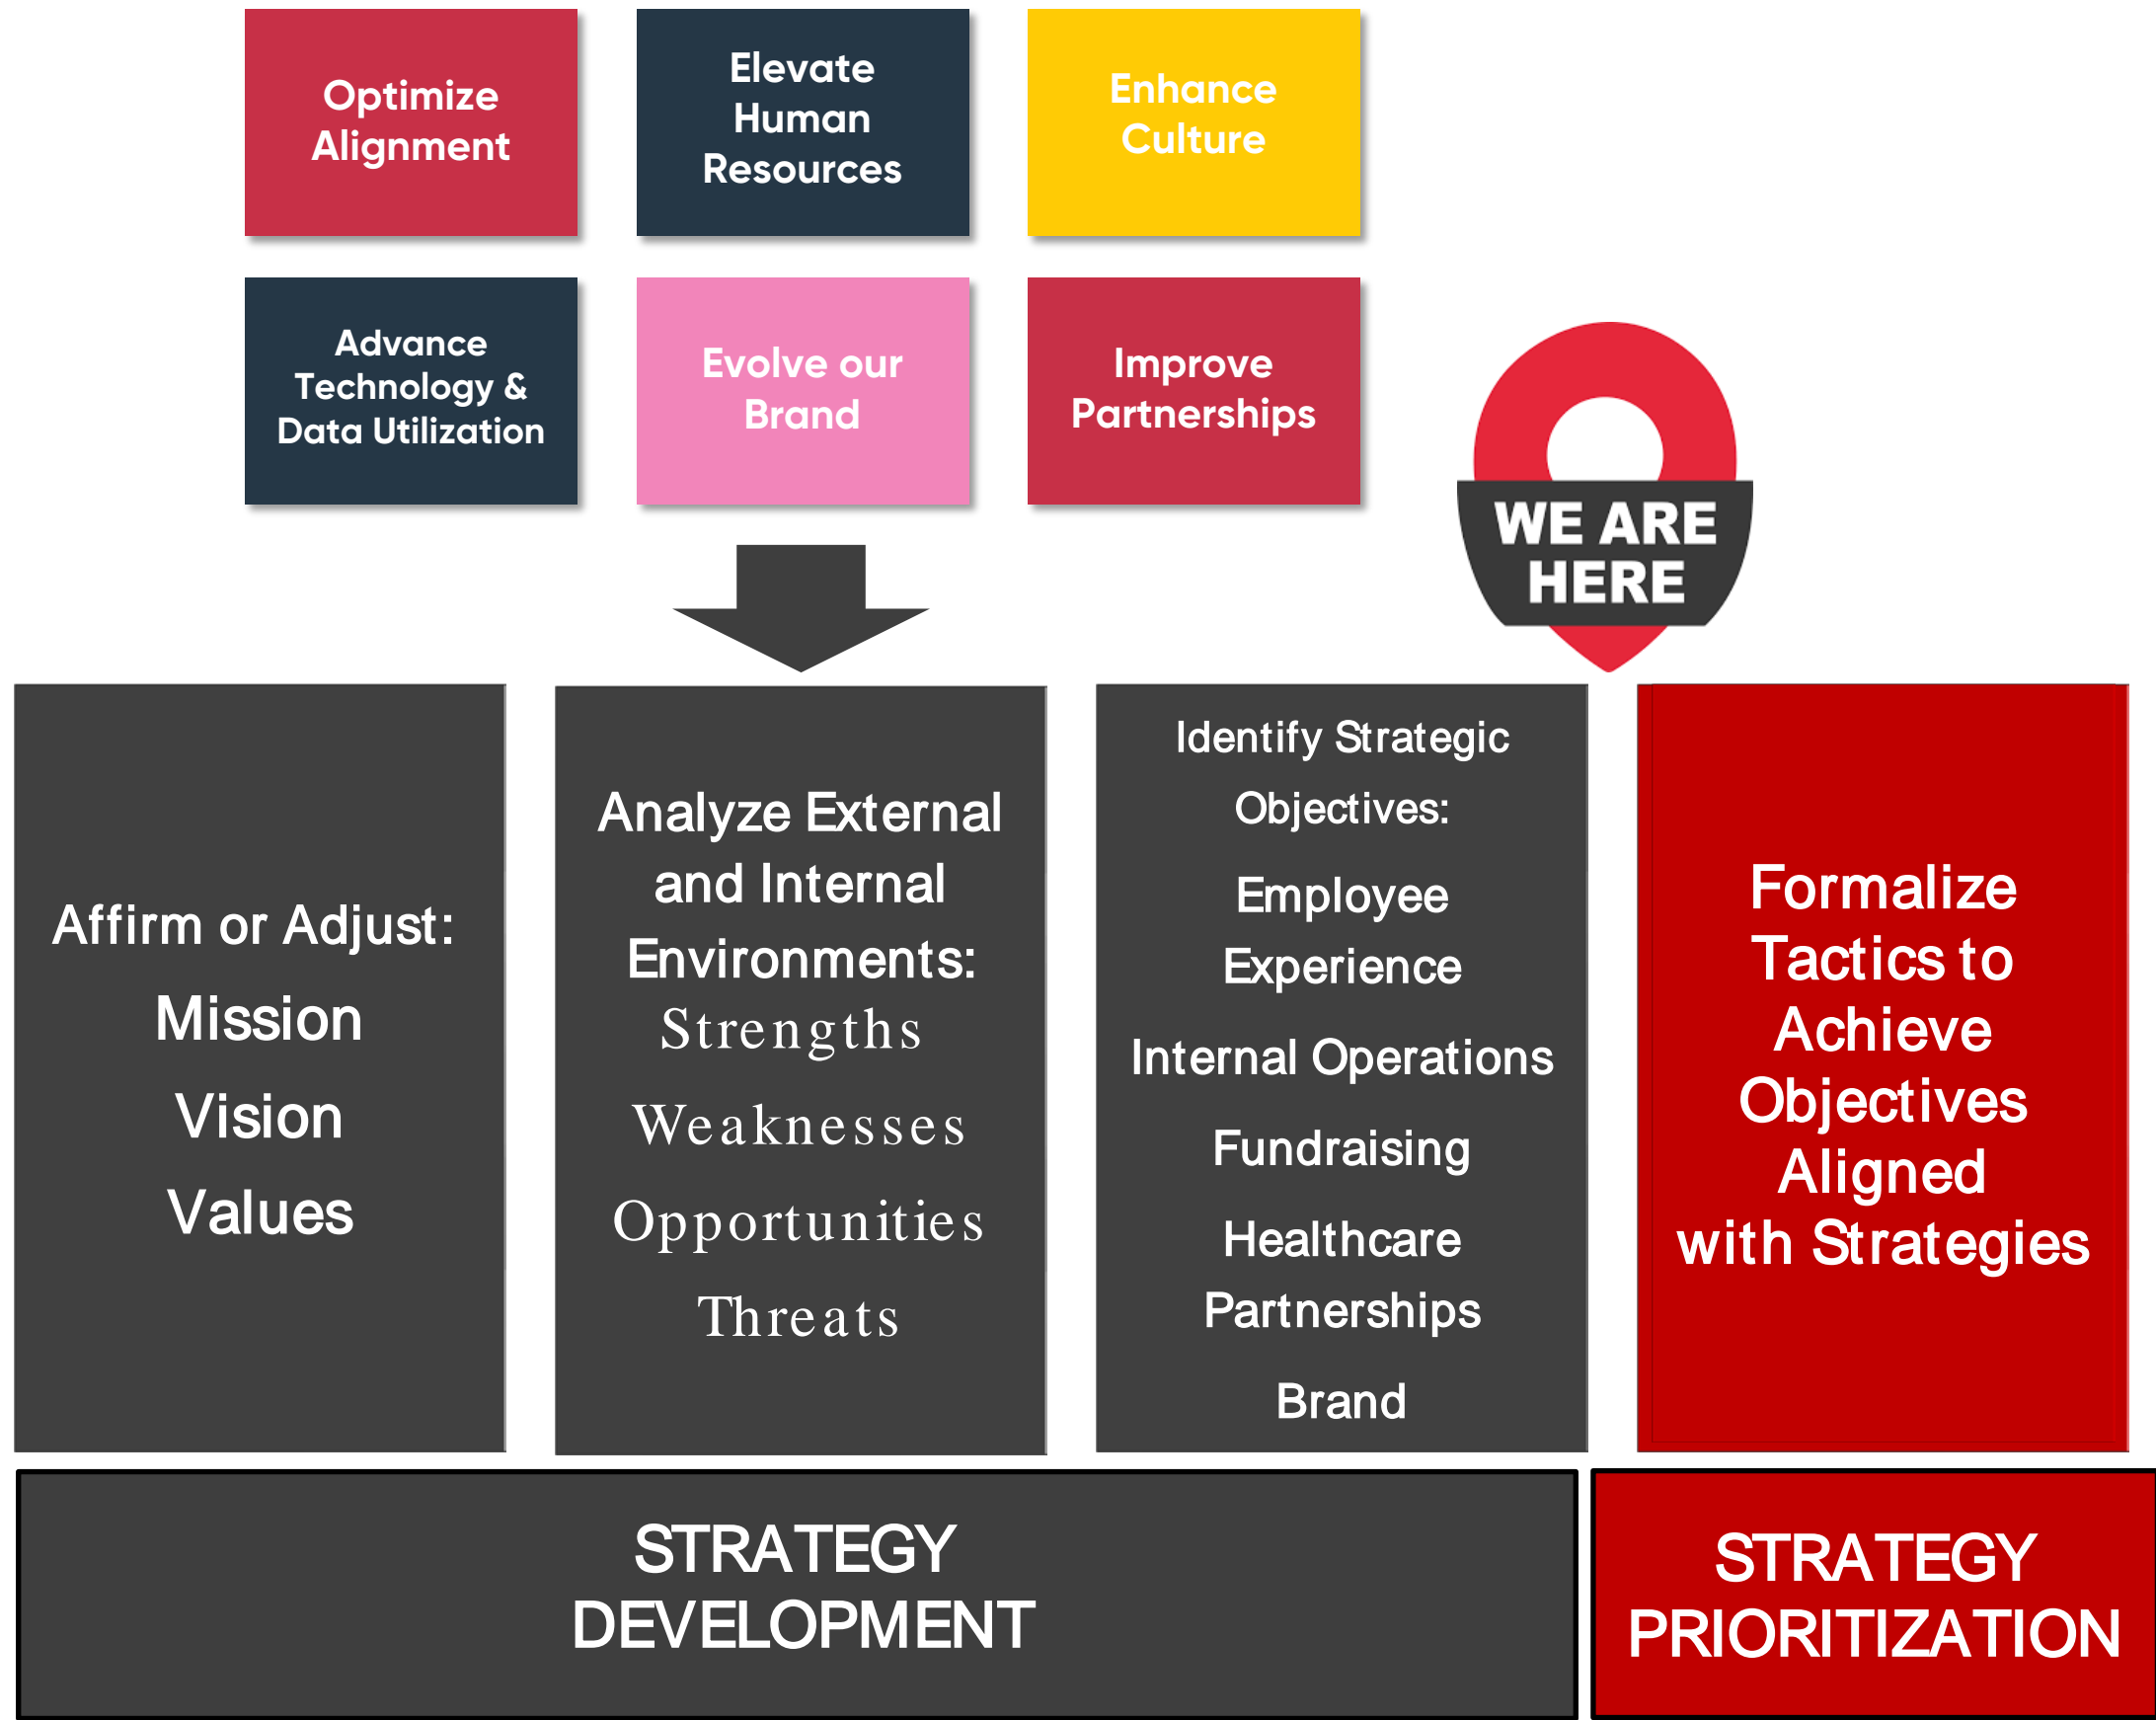 Optimize
Alignment
Elevate
Human
Resources
Enhance
Culture
Advance
Technology &
Data Utilization
Evolve our
Brand
Improve
Partnerships
WE ARE
HERE
Affirm or Adjust:
Mission
Vision
Values
Analyze External
and Internal
Environments:
Strengths
Weaknesses
Opportunities
Threats
Identify Strategic
Objectives:
Employee
Experience
Internal Operations
Fundraising
Healthcare
Partnerships
Brand
Formalize
Tactics to
Achieve
Objectives
Aligned
with Strategies
STRATEGY
DEVELOPMENT
STRATEGY
PRIORITIZATION